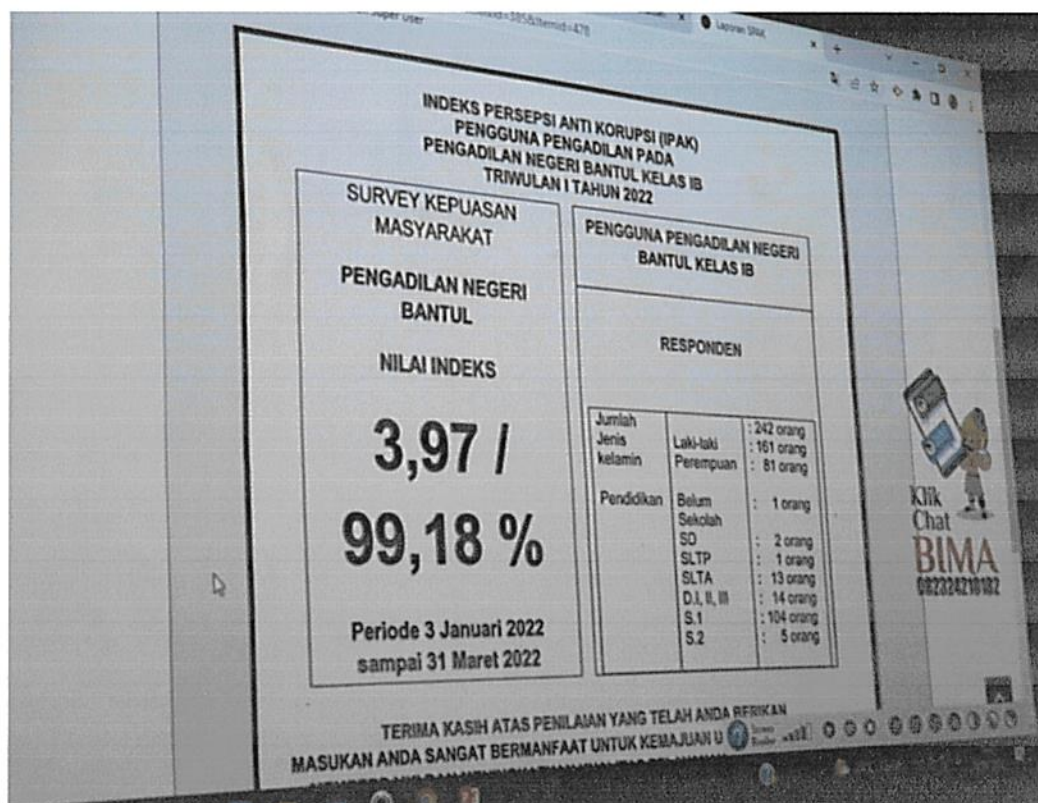 Super User
=385&Itemid=478
Laporan SPAK
INDEKS PERSEPSI ANTI KORUPSI (IPAK)
PENGGUNA PENGADILAN PADA
PENGADILAN NEGERI BANTUL KELAS IB
TRIWULAN I TAHUN 2022
SURVEY KEPUASAN
MASYARAKAT
PENGADILAN NEGERI
BANTUL
NILAI INDEKS
3,97 /
99,18 %
Periode 3 Januari 2022
sampai 31 Maret 2022
PENGGUNA PENGADILAN NEGERI
BANTUL KELAS IB
RESPONDEN
Jumlah : 242 orang
Jenis Laki-laki : 161 orang
kelamin Perempuan : 81 orang
Pendidikan Belum : 1 orang
Sekolah
SD : 2 orang
SLTP : 1 orang
SLTA : 13 orang
D.I, II, III : 14 orang
S.1 : 104 orang
S.2 : 5 orang
TERIMA KASIH ATAS PENILAIAN YANG TELAH ANDA BERIKAN
MASUKAN ANDA SANGAT BERMANFAAT UNTUK KEMAJUAN U
Klik
Chat
BIMA
082324218182